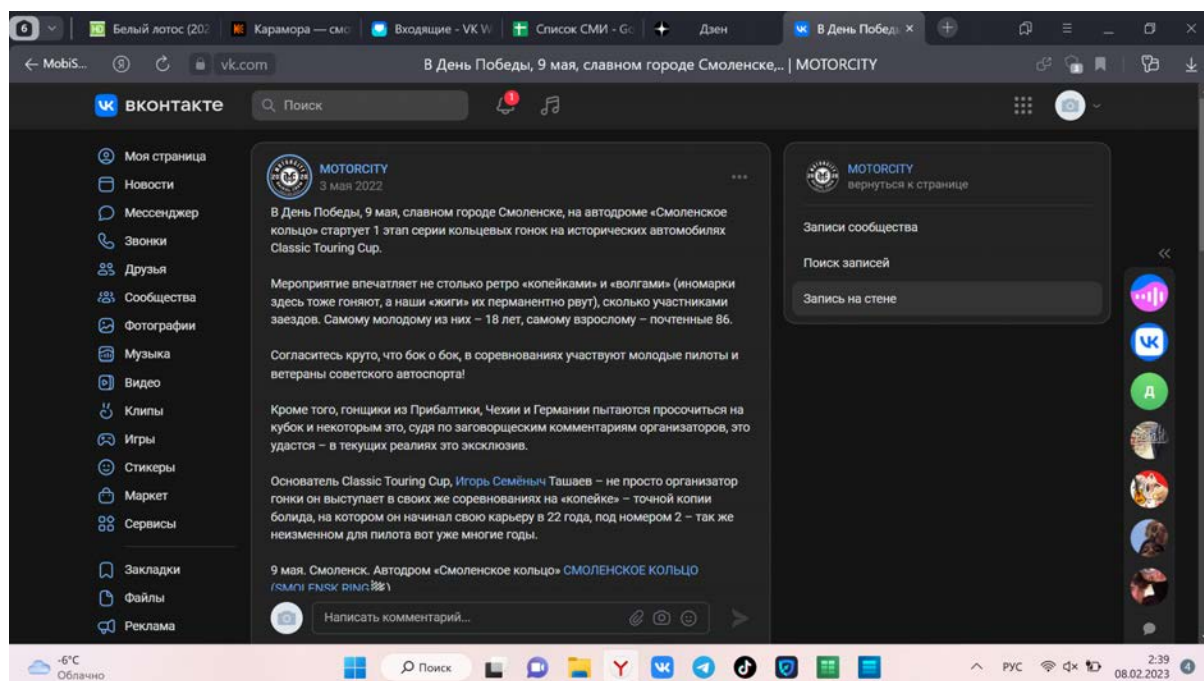 6
Белый лотос (202
Карамора — смо
Входящие - VK W
Список СМИ - Go
Дзен
В День Победы
← MobiS...
vk.com
В День Победы, 9 мая, славном городе Смоленске,.. | MOTORCITY
вконтакте
Поиск
1
Моя страница
Новости
Мессенджер
Звонки
Друзья
Сообщества
Фотографии
Музыка
Видео
Клипы
Игры
Стикеры
Маркет
Сервисы
Закладки
Файлы
Реклама
MOTORCITY
3 мая 2022
В День Победы, 9 мая, славном городе Смоленске, на автодроме «Смоленское
кольцо» стартует 1 этап серии кольцевых гонок на исторических автомобилях
Classic Touring Cup.
Мероприятие впечатляет не столько ретро «копейками» и «волгами» (иномарки
здесь тоже гоняют, а наши «жиги» их перманентно рвут), сколько участниками
заездов. Самому молодому из них – 18 лет, самому взрослому – почтенные 86.
Согласитесь круто, что бок о бок, в соревнованиях участвуют молодые пилоты и
ветераны советского автоспорта!
Кроме того, гонщики из Прибалтики, Чехии и Германии пытаются просочиться на
кубок и некоторым это, судя по заговорщеским комментариям организаторов, это
удастся – в текущих реалиях это эксклюзив.
Основатель Classic Touring Cup, Игорь Семёныч Ташаев – не просто организатор
гонки он выступает в своих же соревнованиях на «копейке» – точной копии
болида, на котором он начинал свою карьеру в 22 года, под номером 2 – так же
неизменном для пилота вот уже многие годы.
9 мая. Смоленск. Автодром «Смоленское кольцо» СМОЛЕНСКОЕ КОЛЬЦО
(SMOLENSK RING)
Написать комментарий...
MOTORCITY
вернуться к странице
Записи сообщества
Поиск записей
Запись на стене
Д
-6°C
Облачно
Поиск
РУС
2:39
08.02.2023
4